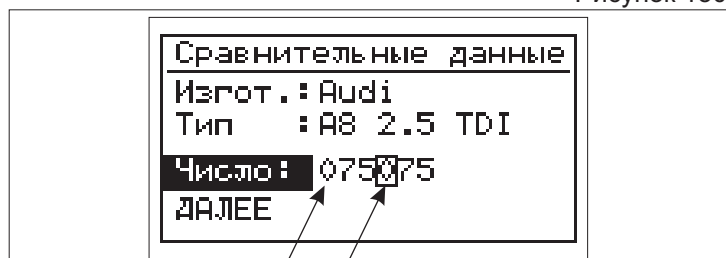 Сравнительные данные
Изгот.:Audi
Тип :A8 2.5 TDI
Число: 075075
ДАЛЕЕ